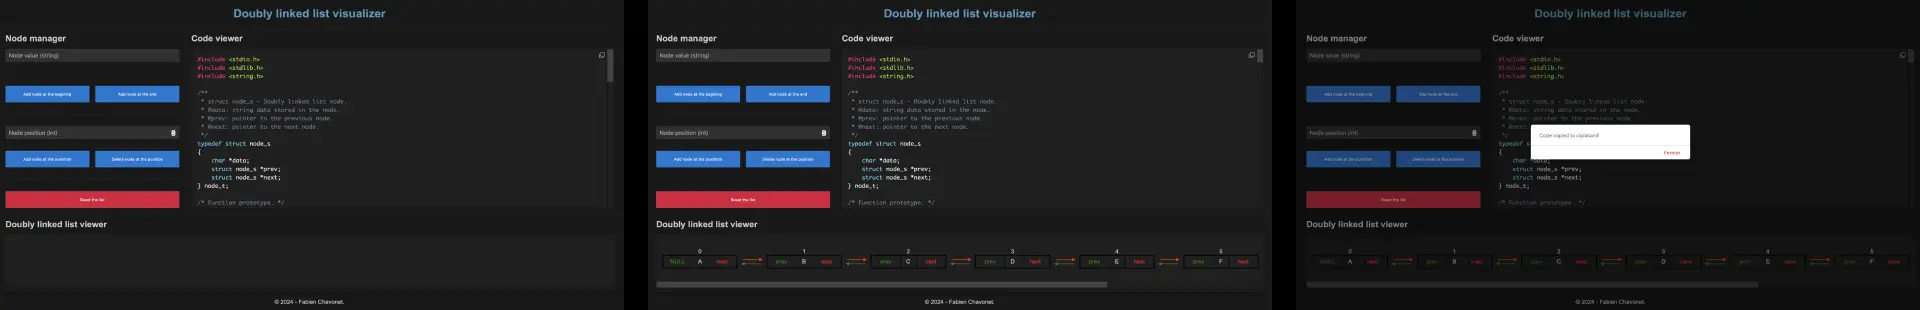 Doubly linked list visualizer
Node manager
Node value (string)
Add node at the begining
Add node at the end
Node position (int)
Add node at the position
Delete node at the position
Reset the list
Code viewer
#include <stdio.h>
#include <stdlib.h>
#include <string.h>
/**
* struct node_s - Doubly linked list node.
* @data: string data stored in the node.
* @prev: pointer to the previous node.
* @next: pointer to the next node.
*/
typedef struct node_s
{
char *data;
struct node_s *prev;
struct node_s *next;
} node_t;
/* Function prototype. */
Doubly linked list viewer
© 2024 - Fabien Chavonet.
Doubly linked list visualizer
Node manager
Node value (string)
Add node at the begining
Add node at the end
Node position (int)
Add node at the position
Delete node at the position
Reset the list
Code viewer
#include <stdio.h>
#include <stdlib.h>
#include <string.h>
/**
* struct node_s - Doubly linked list node.
* @data: string data stored in the node.
* @prev: pointer to the previous node.
* @next: pointer to the next node.
*/
typedef struct node_s
{
char *data;
struct node_s *prev;
struct node_s *next;
} node_t;
/* Function prototype. */
Doubly linked list viewer
0 1 2 3 4 5
NULL A next prev B next prev C next prev D next prev E next prev F next
© 2024 - Fabien Chavonet.
Doubly linked list visualizer
Node manager
Node value (string)
Add node at the begining
Add node at the end
Node position (int)
Add node at the position
Delete node at the position
Reset the list
Code viewer
#include <stdio.h>
#include <stdlib.h>
#include <string.h>
/**
* struct node_s - Doubly linked list node
* @data: string data stored in the node.
* @prev: pointer to the previous node
* @next:
*/
typedef
{
char *data;
struct node_s *prev;
struct node_s *next;
} node_t;
/* Function prototype. */
Code copied to clipboard!
Fermer
Doubly linked list viewer
0 1 2 3 4 5
NULL A next prev B next prev C next prev D next prev E next prev F next
© 2024 - Fabien Chavonet.